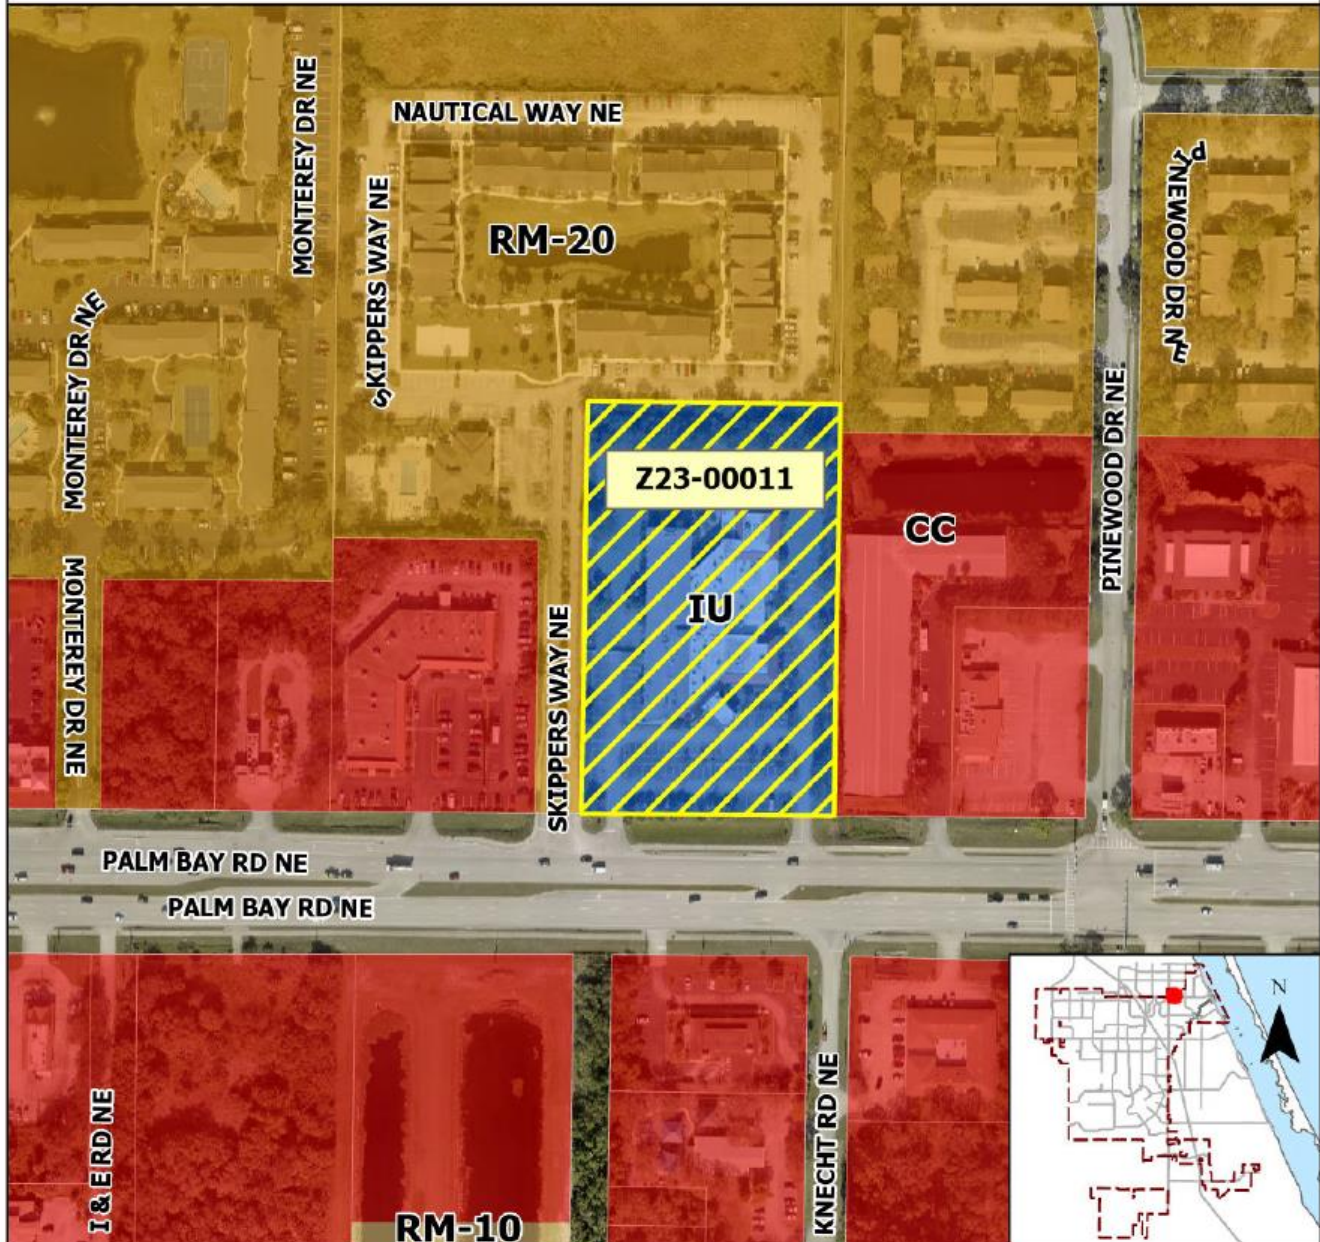 NAUTICAL WAY NE
MONTEREY DR NE
SKIPPERS WAY NE
RM-20
PINEWOOD DR NE
MONTEREY DR NE
PINEWOOD DR NE
Z23-00011
CC
IU
MONTEREY DR NE
SKIPPERS WAY NE
PALM BAY RD NE
PALM BAY RD NE
N
I & E RD NE
KNECHT RD NE
RM-10